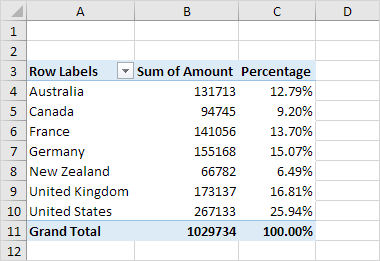 A B C D
1
2
3 Row Labels Sum of Amount Percentage
4 Australia 131713 12.79%
5 Canada 94745 9.20%
6 France 141056 13.70%
7 Germany 155168 15.07%
8 New Zealand 66782 6.49%
9 United Kingdom 173137 16.81%
10 United States 267133 25.94%
11 Grand Total 1029734 100.00%
12